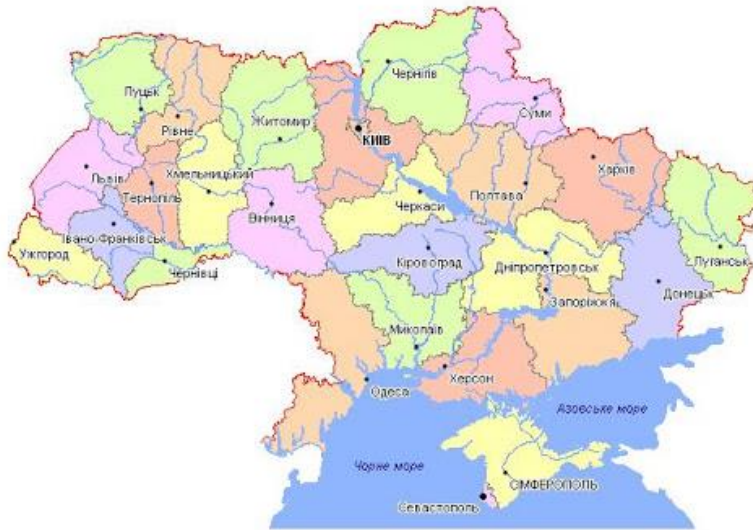 Чернігів
Луцьк
Суми
Рівне
Житомир
КИЇВ
Львів
Хмельницький
Харків
Тернопіль
Полтава
Черкаси
Вінниця
Івано-Франківськ
Ужгород
Кіровоград
Чернівці
Дніпропетровськ
Луганськ
Донецьк
Запоріжжя
Миколаїв
Херсон
Одеса
Азовське море
Чорне море
СІМФЕРОПОЛЬ
Севастополь